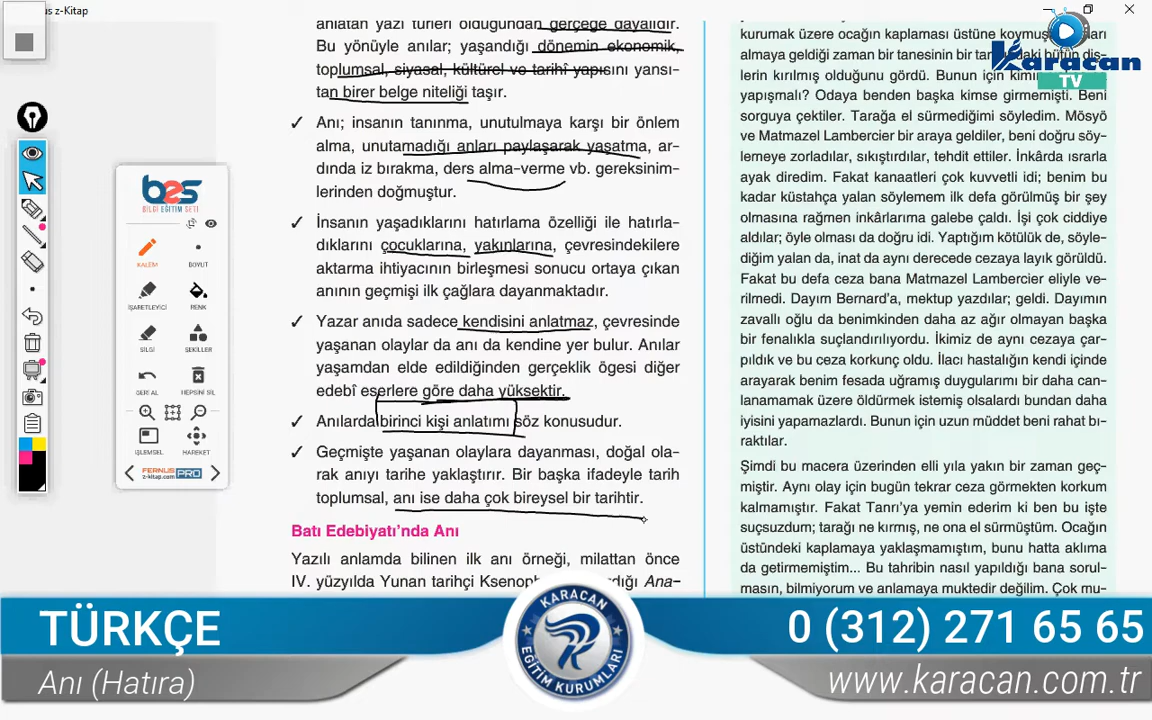 us z-Kitap
anlatan yazı türleri olduğundan gerçeğe dayalıdır.
Bu yönüyle anılar; yaşandığı dönemin ekonomik,
toplumsal, siyasal, kültürel ve tarihî yapısını yansı-
tan birer belge niteliği taşır.
✓ Anı; insanın tanınma, unutulmaya karşı bir önlem
alma, unutamadığı anları paylaşarak yaşatma, ar-
dında iz bırakma, ders alma-verme vb. gereksinim-
lerinden doğmuştur.
✓ İnsanın yaşadıklarını hatırlama özelliği ile hatırla-
dıklarını çocuklarına, yakınlarına, çevresindekilere
aktarma ihtiyacının birleşmesi sonucu ortaya çıkan
anının geçmişi ilk çağlara dayanmaktadır.
✓ Yazar anıda sadece kendisini anlatmaz, çevresinde
yaşanan olaylar da anı da kendine yer bulur. Anılar
yaşamdan elde edildiğinden gerçeklik ögesi diğer
edebî eserlere göre daha yüksektir.
✓ Anılarda birinci kişi anlatımı söz konusudur.
✓ Geçmişte yaşanan olaylara dayanması, doğal ola-
rak anıyı tarihe yaklaştırır. Bir başka ifadeyle tarih
toplumsal, anı ise daha çok bireysel bir tarihtir.
Batı Edebiyatı'nda Anı
Yazılı anlamda bilinen ilk anı örneği, milattan önce
IV. yüzyılda Yunan tarihçi Ksenoph dığı Ana-
kurumak üzere ocağın kaplaması üstüne koymuş ları
almaya geldiği zaman bir tanesinin bir tar daki bütün diş-
lerin kırılmış olduğunu gördü. Bunun için kimin
yapışmalı? Odaya benden başka kimse girmemişti. Beni
sorguya çektiler. Tarağa el sürmediğimi söyledim. Mösyö
ve Matmazel Lambercier bir araya geldiler, beni doğru söy-
lemeye zorladılar, sıkıştırdılar, tehdit ettiler. İnkârda ısrarla
ayak diredim. Fakat kanaatleri çok kuvvetli idi; benim bu
kadar küstahça yalan söylemem ilk defa görülmüş bir şey
olmasına rağmen inkârlarıma galebe çaldı. İşi çok ciddiye
aldılar; öyle olması da doğru idi. Yaptığım kötülük de, söyle-
diğim yalan da, inat da aynı derecede cezaya layık görüldü.
Fakat bu defa ceza bana Matmazel Lambercier eliyle ve-
rilmedi. Dayım Bernard'a, mektup yazdılar; geldi. Dayımın
zavallı oğlu da benimkinden daha az ağır olmayan başka
bir fenalıkla suçlandırılıyordu. İkimiz de aynı cezaya çar-
pıldık ve bu ceza korkunç oldu. İlacı hastalığın kendi içinde
arayarak benim fesada uğramış duygularımı bir daha can-
lanamamak üzere öldürmek istemiş olsalardı bundan daha
iyisini yapamazlardı. Bunun için uzun müddet beni rahat bı-
raktılar.
Şimdi bu macera üzerinden elli yıla yakın bir zaman geç-
miştir. Aynı olay için bugün tekrar ceza görmekten korkum
kalmamıştır. Fakat Tanrı'ya yemin ederim ki ben bu işte
suçsuzdum; tarağı ne kırmış, ne ona el sürmüştüm. Ocağın
üstündeki kaplamaya yaklaşmamıştım, bunu hatta aklıma
da getirmemiştim... Bu tahribin nasıl yapıldığı bana sorul-
masın, bilmiyorum ve anlamaya muktedir değilim. Çok mu-
Karacan
TV
bes
BİLGİ EĞİTİM SETİ
KALEM
BOYUT
İŞARETLEYİCİ
RENK
SİLGİ
ŞEKİLLER
GERİ AL
HEPSİNİ SİL
İŞLEMSEL
HAREKET
FERNUS PRO
z-kitap.com
TÜRKÇE
Anı (Hatıra)
KARACAN
EĞİTİM KURUMLARI
0 (312) 271 65 65
www.karacan.com.tr